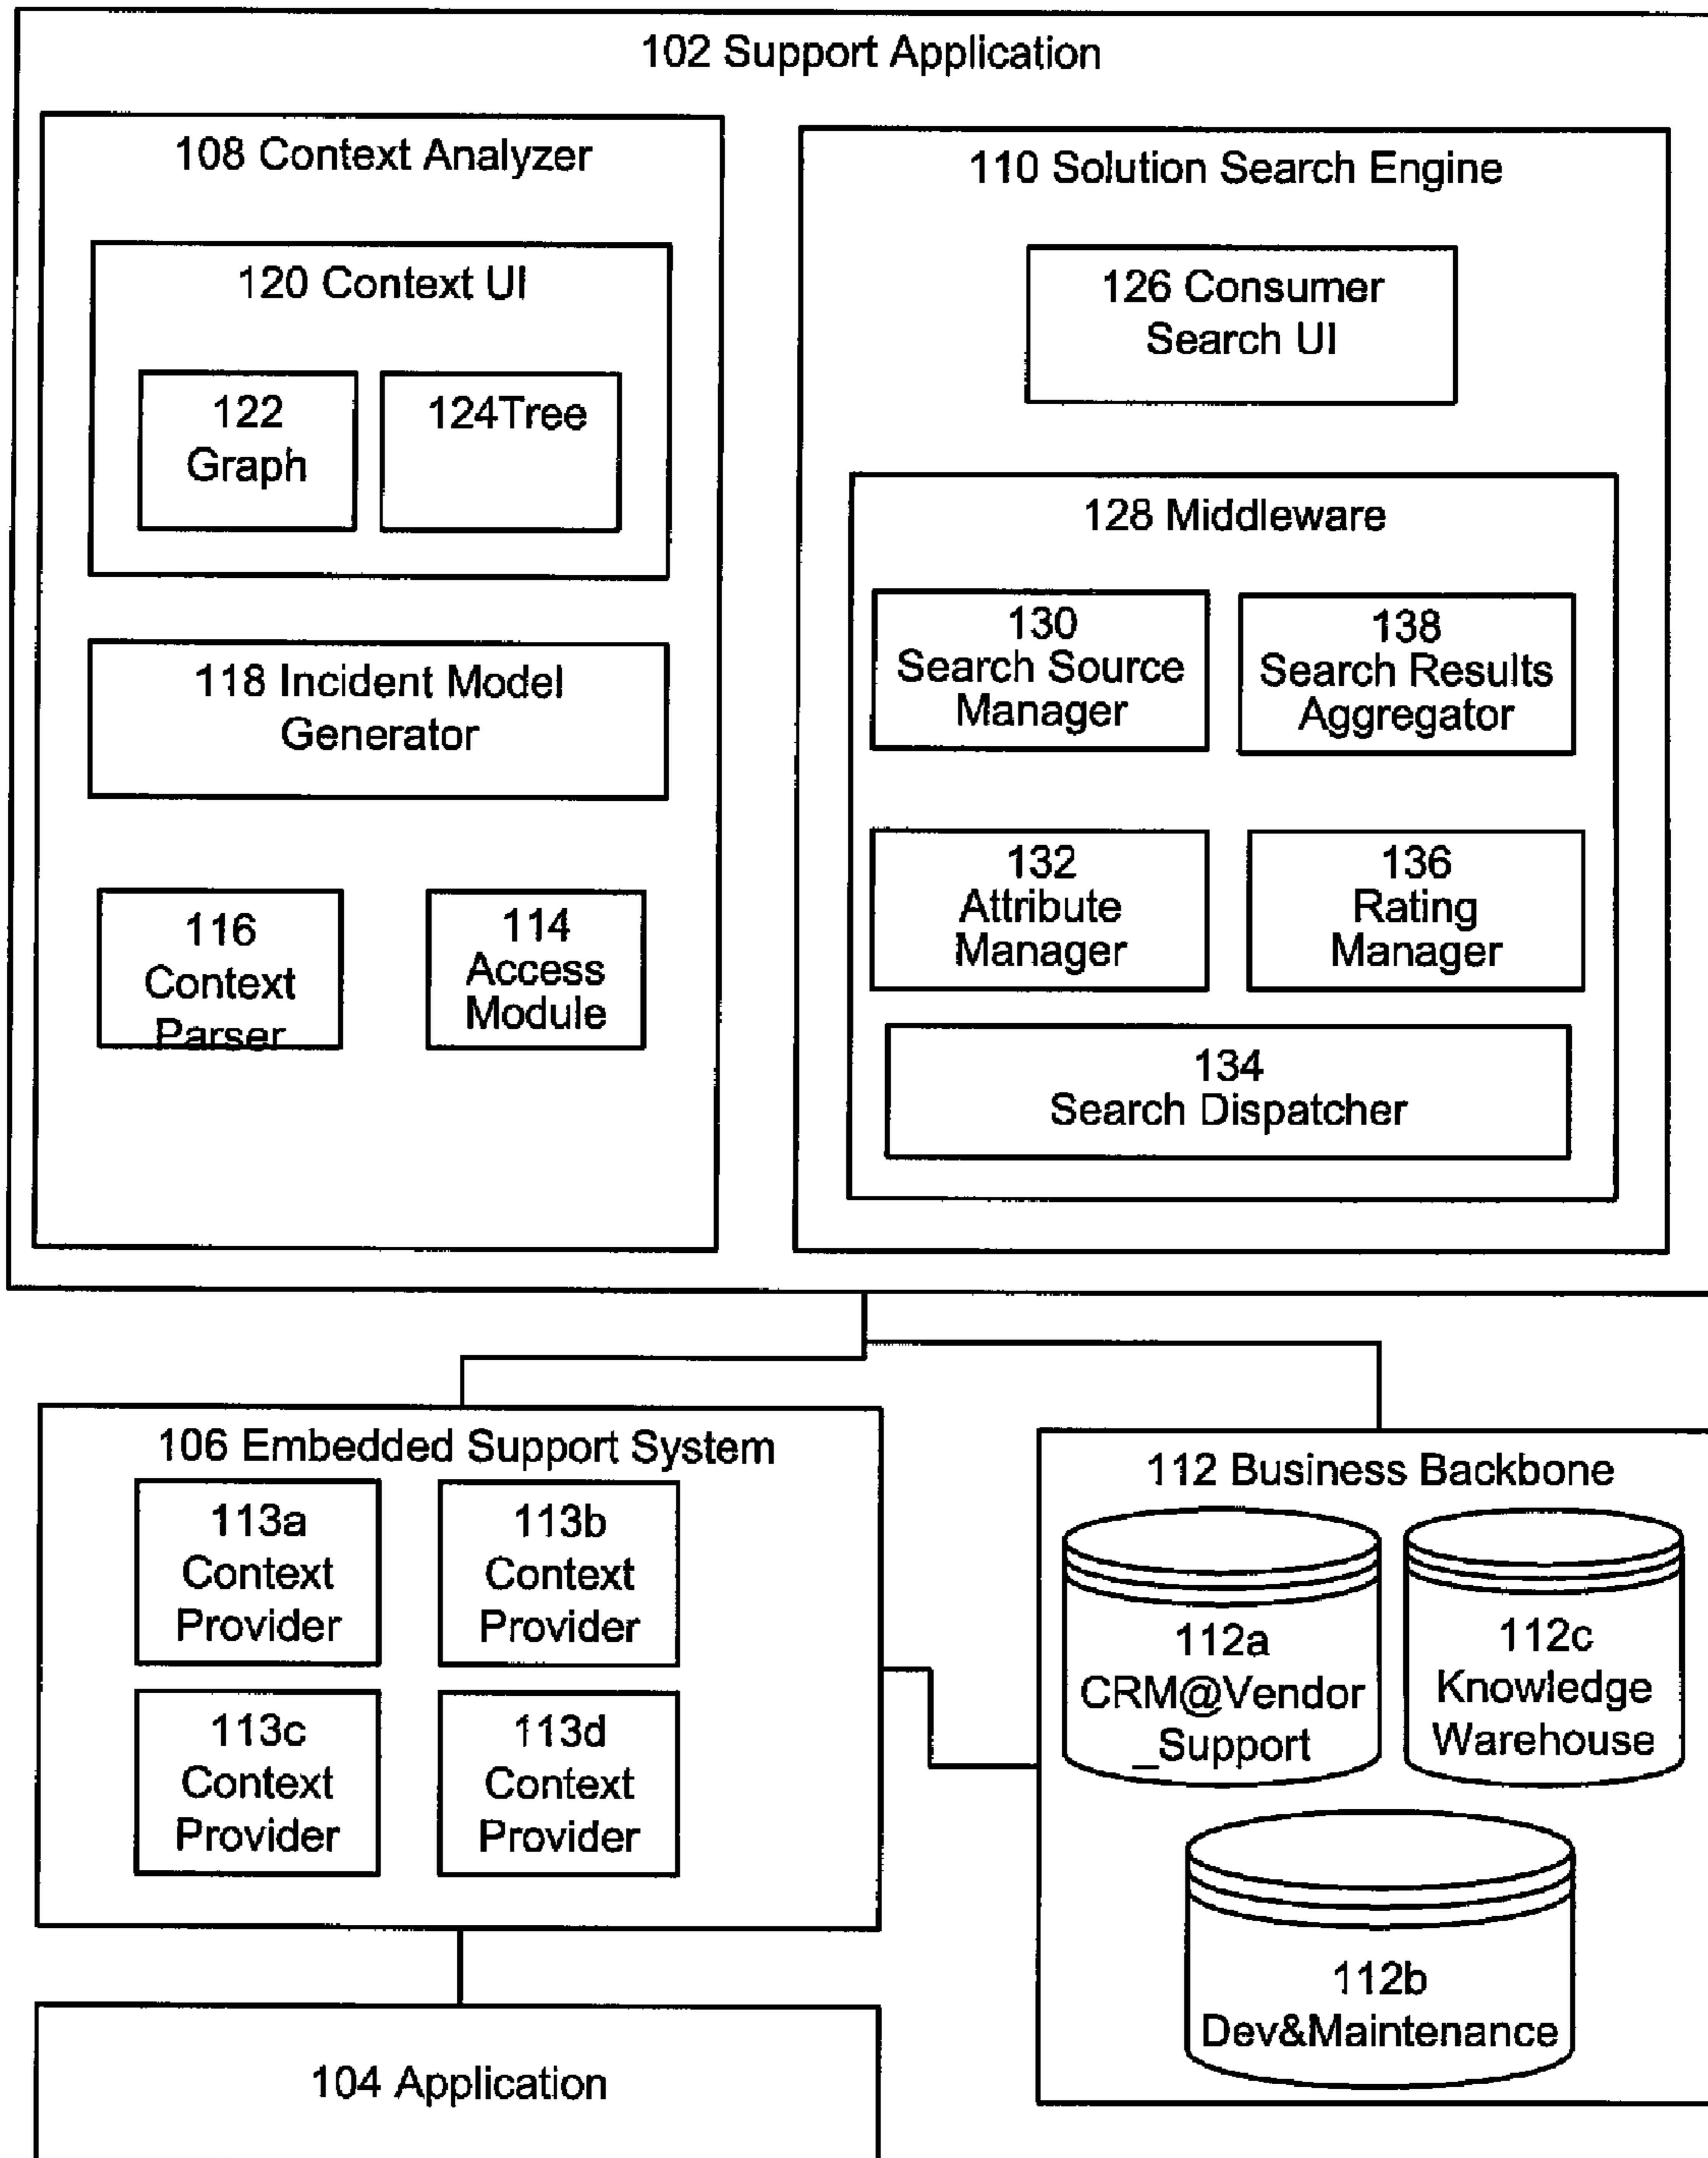 102 Support Application
108 Context Analyzer
120 Context UI
122
Graph
124Tree
118 Incident Model
Generator
116
Context
Parser
114
Access
Module
110 Solution Search Engine
126 Consumer
Search UI
128 Middleware
130
Search Source
Manager
138
Search Results
Aggregator
132
Attribute
Manager
136
Rating
Manager
134
Search Dispatcher
106 Embedded Support System
113a
Context
Provider
113b
Context
Provider
113c
Context
Provider
113d
Context
Provider
112 Business Backbone
112a
CRM@Vendor
_Support
112c
Knowledge
Warehouse
112b
Dev&Maintenance
104 Application